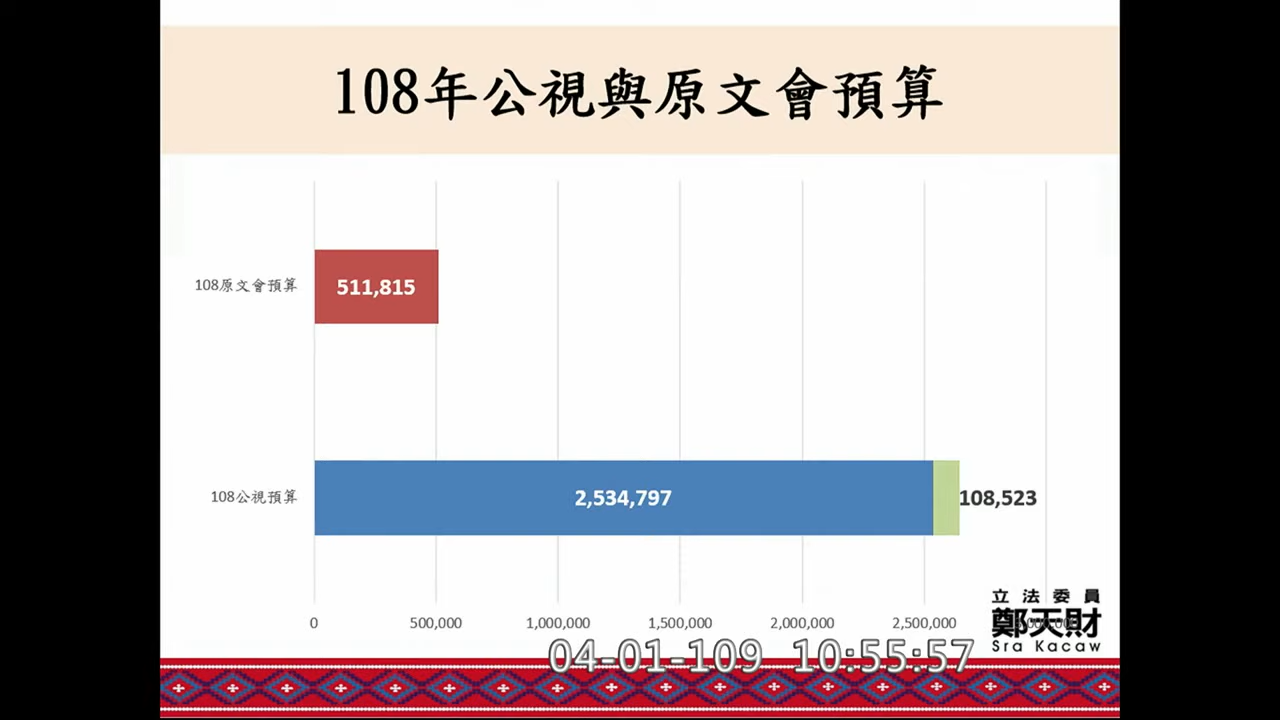 108年公視與原文會預算
108原文會預算
511,815
108公視預算
2,534,797
108,523
0 500,000 1,000,000 1,500,000 2,000,000 2,500,000
立法委員
鄭天財
Sra Kacaw
04-01-109 10:55:57